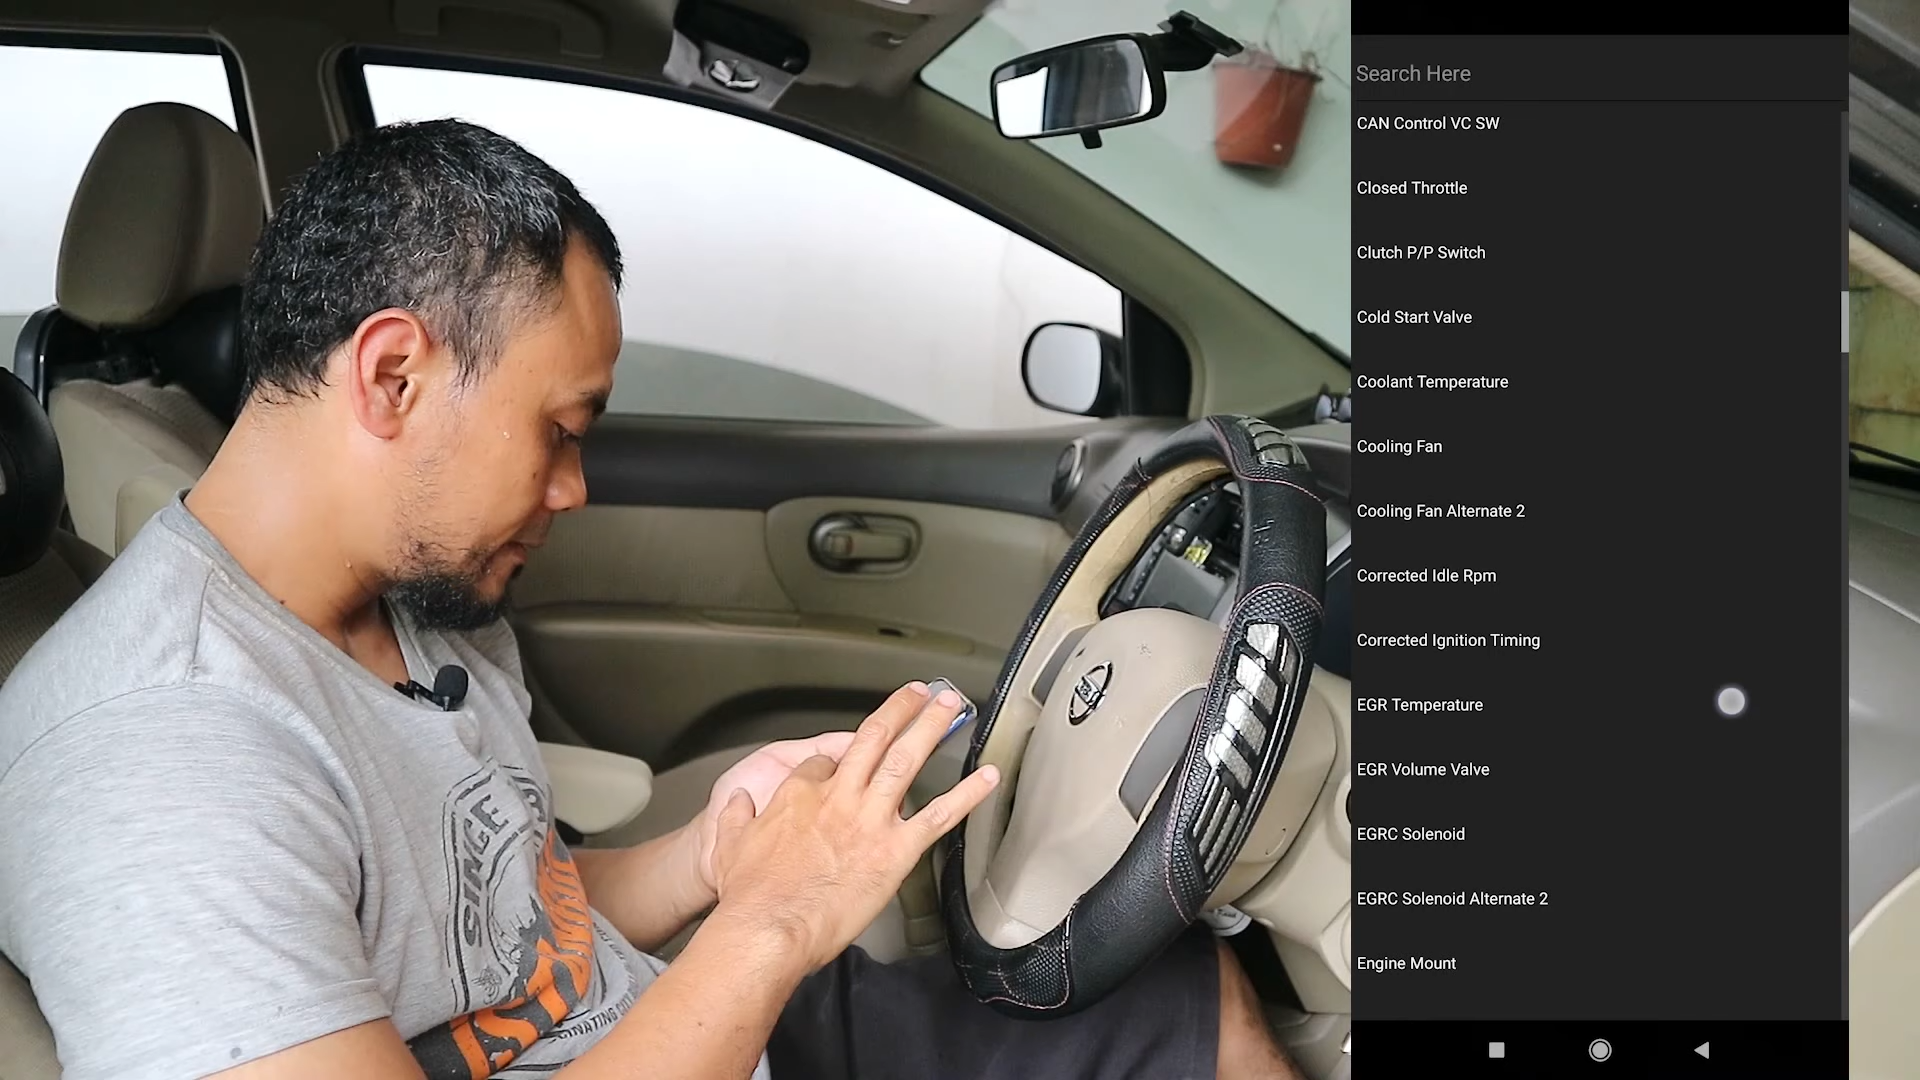 Search Here
CAN Control VC SW
Closed Throttle
Clutch P/P Switch
Cold Start Valve
Coolant Temperature
Cooling Fan
Cooling Fan Alternate 2
Corrected Idle Rpm
Corrected Ignition Timing
EGR Temperature
EGR Volume Valve
EGRC Solenoid
EGRC Solenoid Alternate 2
Engine Mount
SINCE